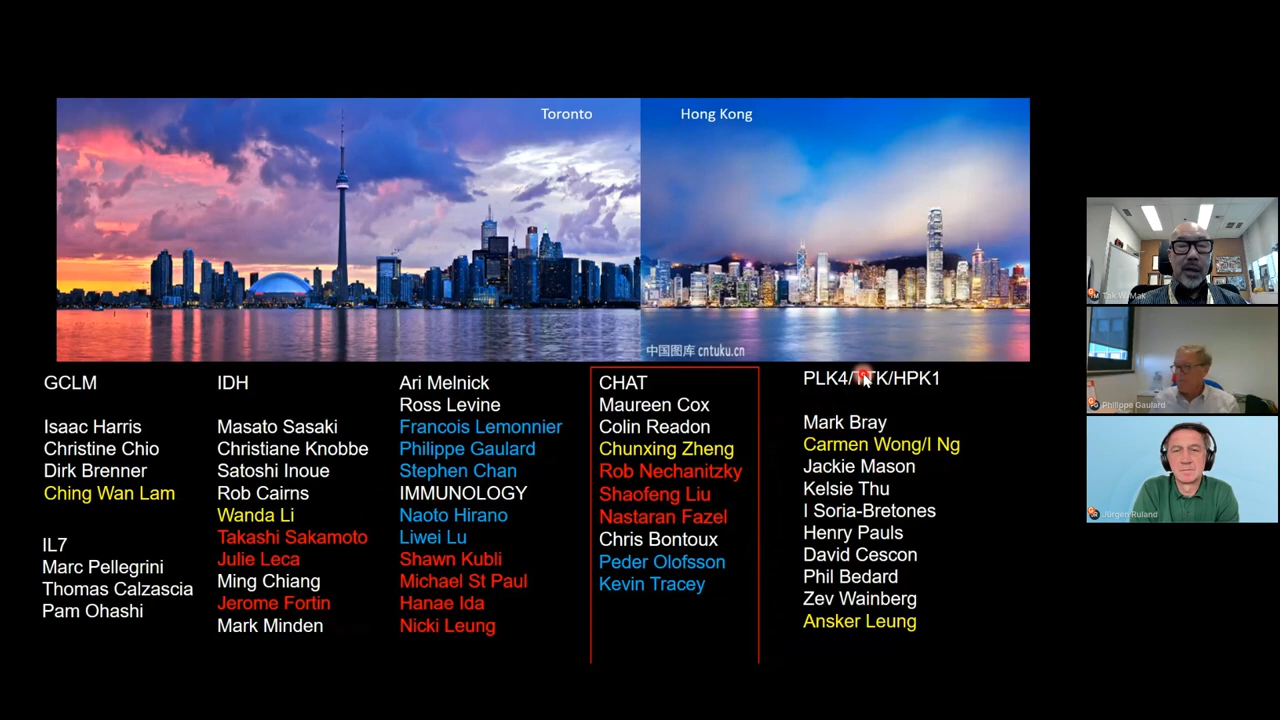 Toronto
Hong Kong
中国图库 cntuku.cn
GCLM
Isaac Harris
Christine Chio
Dirk Brenner
Ching Wan Lam
IL7
Marc Pellegrini
Thomas Calzascia
Pam Ohashi
IDH
Masato Sasaki
Christiane Knobbe
Satoshi Inoue
Rob Cairns
Wanda Li
Takashi Sakamoto
Julie Leca
Ming Chiang
Jerome Fortin
Mark Minden
Ari Melnick
Ross Levine
Francois Lemonnier
Philippe Gaulard
Stephen Chan
IMMUNOLOGY
Naoto Hirano
Liwei Lu
Shawn Kubli
Michael St Paul
Hanae Ida
Nicki Leung
CHAT
Maureen Cox
Colin Readon
Chunxing Zheng
Rob Nechanitzky
Shaofeng Liu
Nastaran Fazel
Chris Bontoux
Peder Olofsson
Kevin Tracey
PLK4/TTK/HPK1
Mark Bray
Carmen Wong/I Ng
Jackie Mason
Kelsie Thu
I Soria-Bretones
Henry Pauls
David Cescon
Phil Bedard
Zev Wainberg
Ansker Leung
Tak W Mak
Philippe Gaulard
Jürgen Ruland